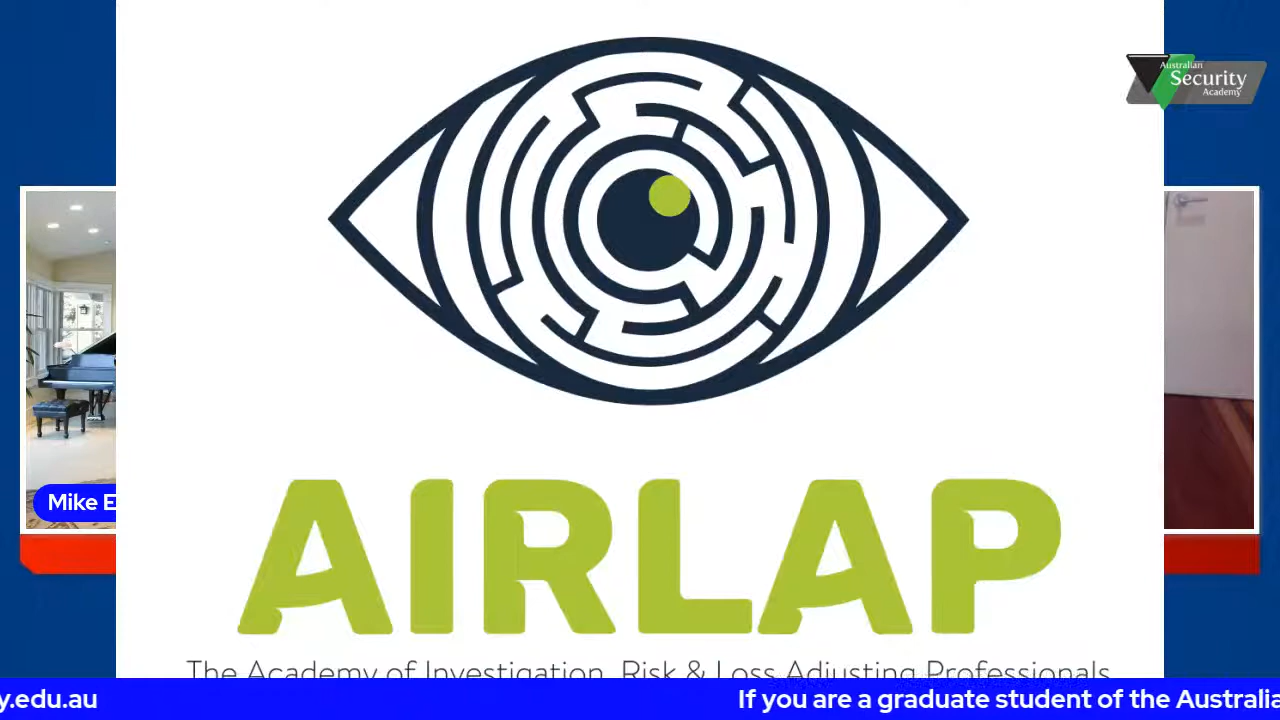 Australian
Security
Academy
Mike E
AIRLAP
The Academy of Investigation, Risk & Loss Adjusting Professionals
y.edu.au
If you are a graduate student of the Australia